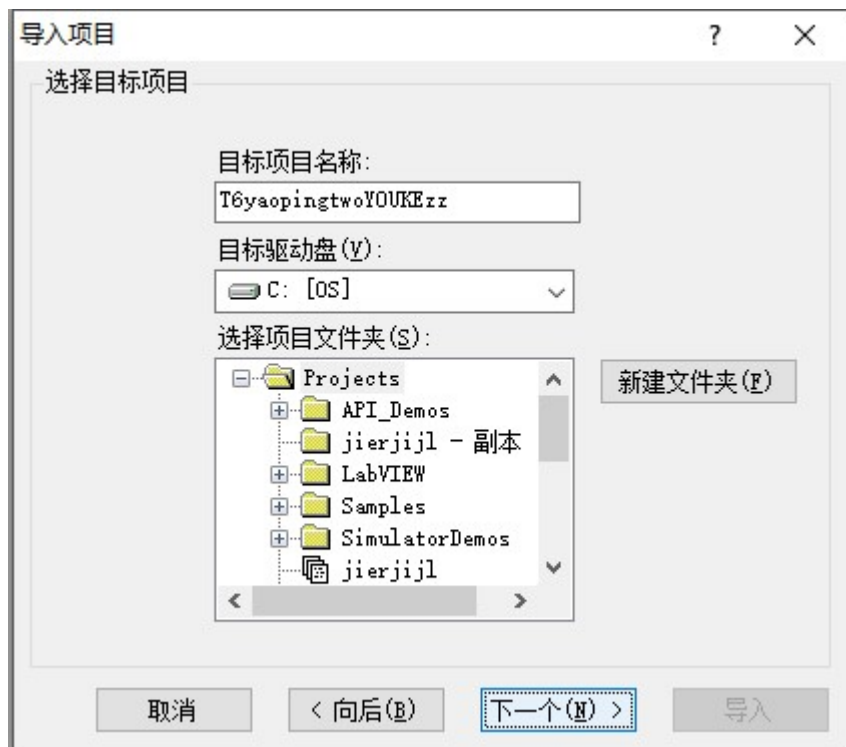 导入项目
选择目标项目
目标项目名称:
T6yaopingtwoYOUKEzz
目标驱动盘(V):
C: [OS]
选择项目文件夹(S):
Projects
API_Demos
jierjijl - 副本
LabVIEW
Samples
SimulatorDemos
jierjijl
新建文件夹(F)
取消 < 向后(B) 下一个(N) > 导入